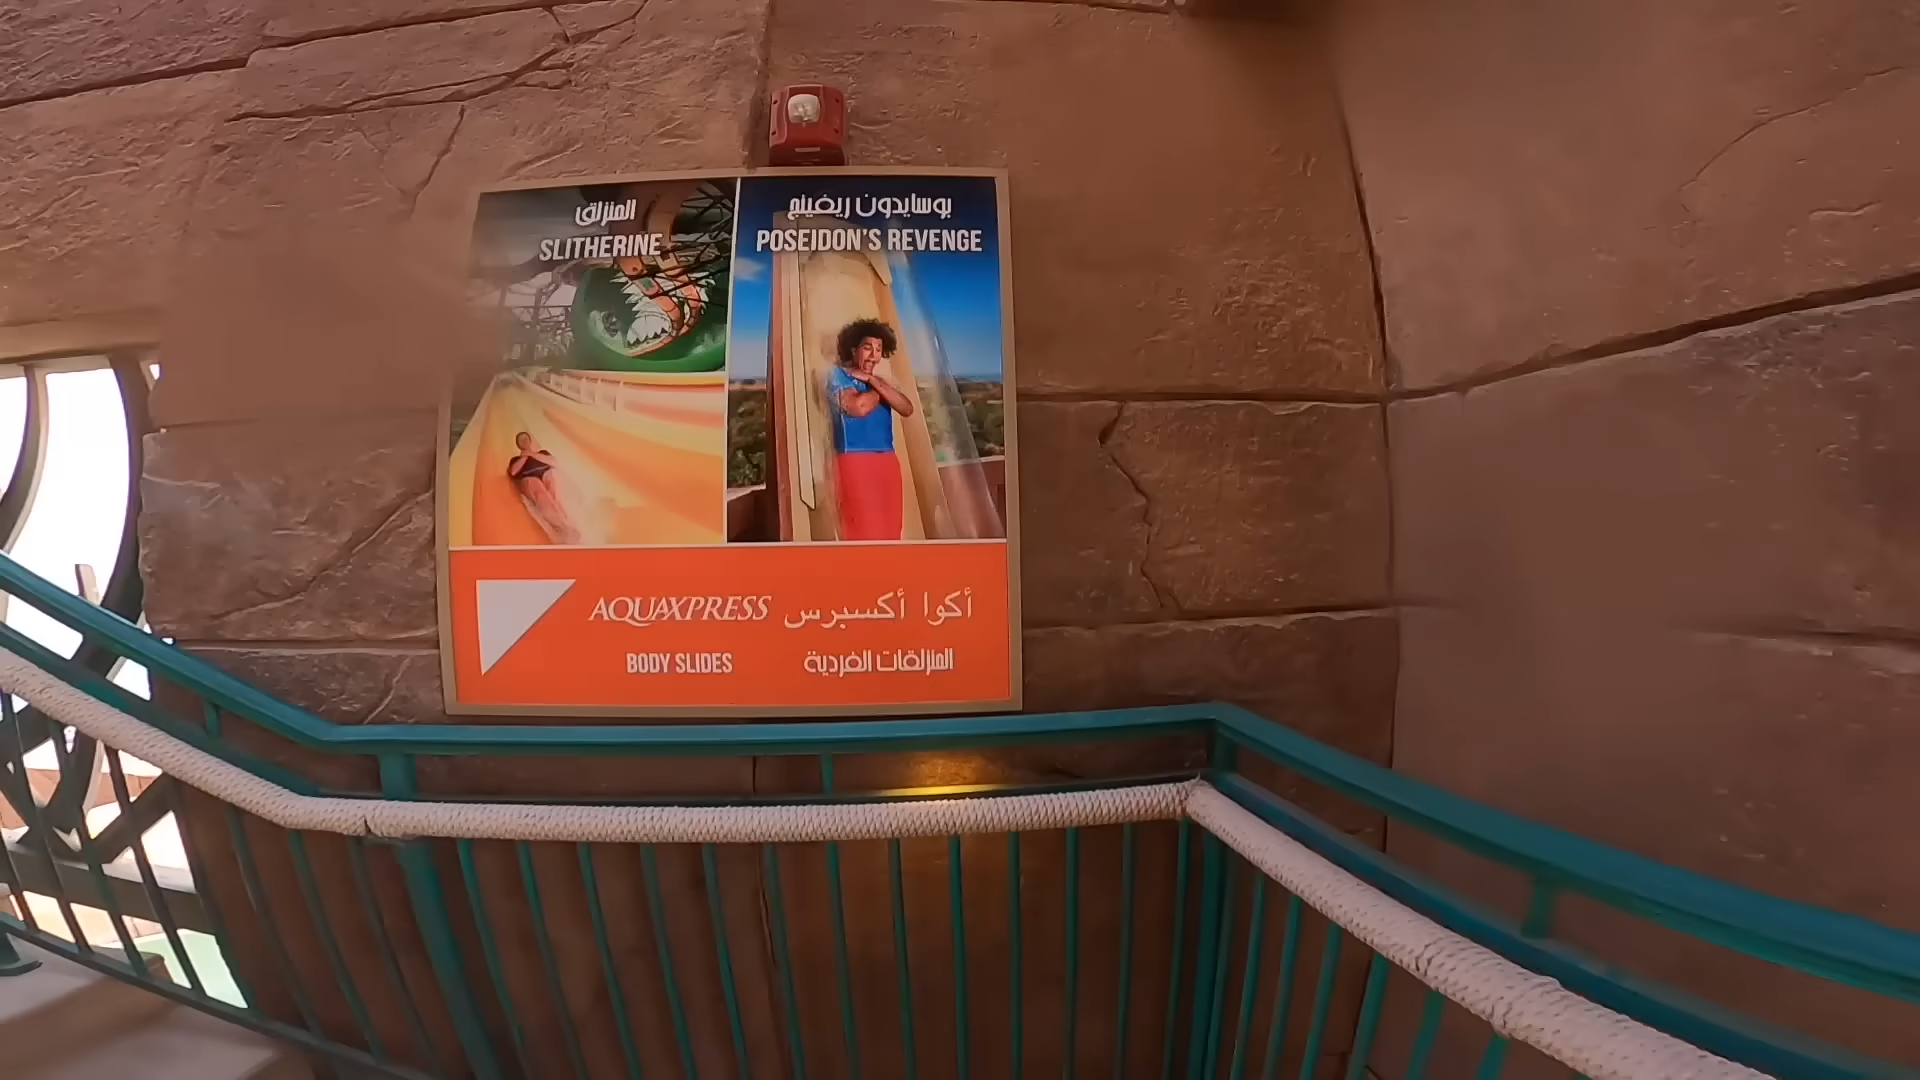 المنزلق
SLITHERINE
بوسايدون ريفينج
POSEIDON'S REVENGE
AQUAXPRESS أكوا أكسبرس
BODY SLIDES المنزلقات الفردية